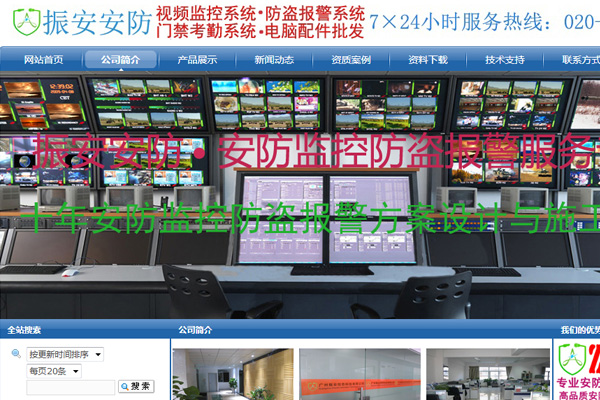 振安安防
视频监控系统•防盗报警系统
门禁考勤系统•电脑配件批发
7×24小时服务热线：020-
网站首页 公司简介 产品展示 新闻动态 资质案例 资料下载 技术支持 联系方式
振安安防•安防监控防盗报警服务
十年安防监控防盗报警方案设计与施工
全站搜索 公司简介 我们的优势
按更新时间排序
每页20条
搜索
专业安防
高品质安防